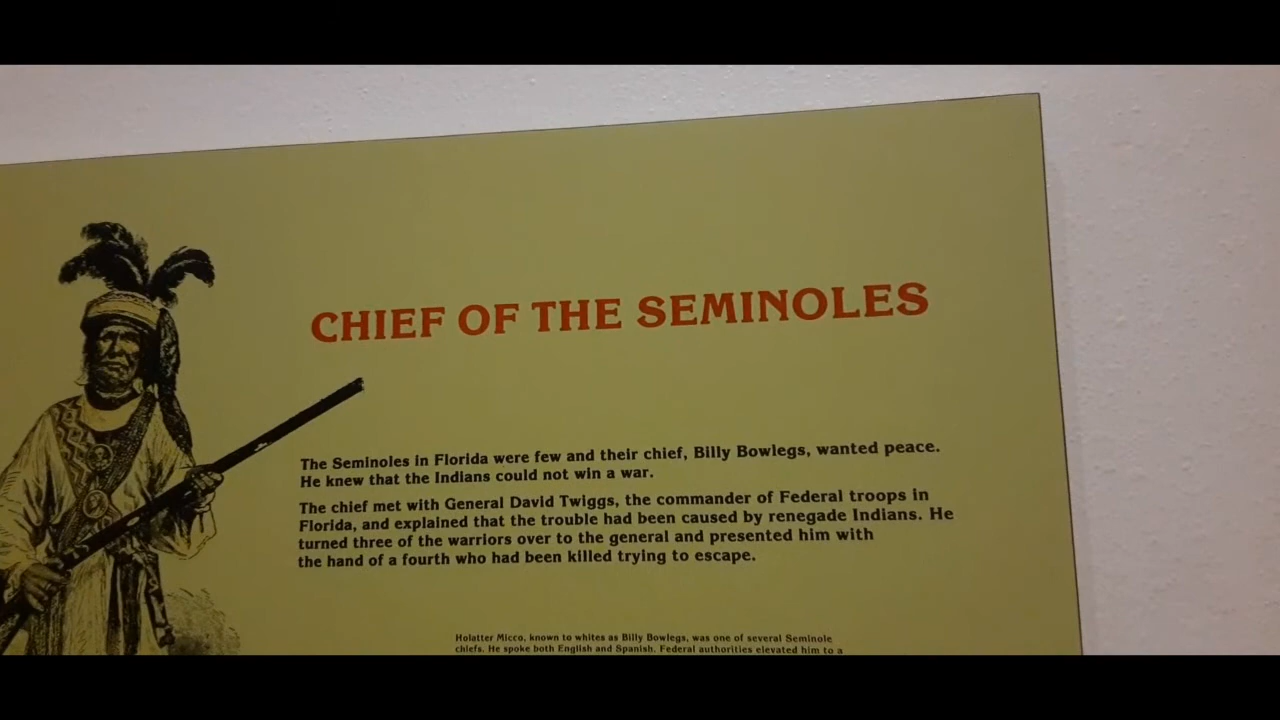 CHIEF OF THE SEMINOLES
The Seminoles in Florida were few and their chief, Billy Bowlegs, wanted peace.
He knew that the Indians could not win a war.
The chief met with General David Twiggs, the commander of Federal troops in
Florida, and explained that the trouble had been caused by renegade Indians. He
turned three of the warriors over to the general and presented him with
the hand of a fourth who had been killed trying to escape.
Holatter Micco, known to whites as Billy Bowlegs, was one of several Seminole
chiefs. He spoke both English and Spanish. Federal authorities elevated him to a